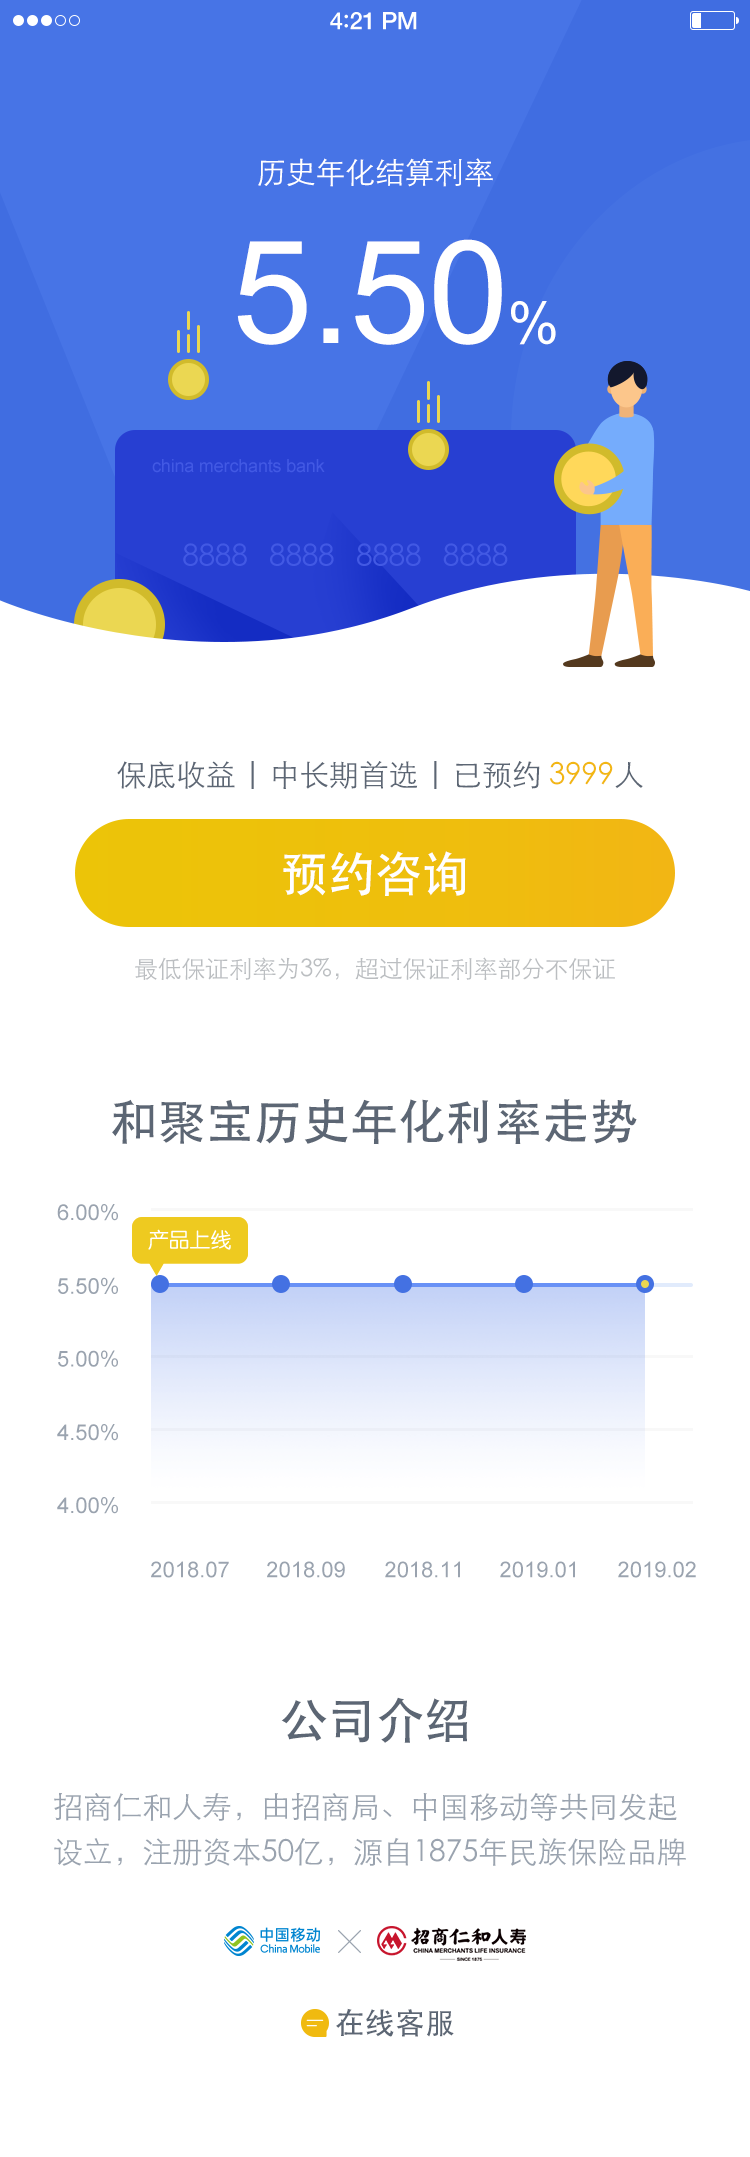 4:21 PM
历史年化结算利率
5.50%
china merchants bank
8888 8888 8888 8888
保底收益 | 中长期首选 | 已预约 3999人
预约咨询
最低保证利率为3%，超过保证利率部分不保证
和聚宝历史年化利率走势
6.00%
产品上线
5.50%
5.00%
4.50%
4.00%
2018.07 2018.09 2018.11 2019.01 2019.02
公司介绍
招商仁和人寿，由招商局、中国移动等共同发起
设立，注册资本50亿，源自1875年民族保险品牌
中国移动
China Mobile
招商仁和人寿
CHINA MERCHANTS LIFE INSURANCE
SINCE 1875
在线客服